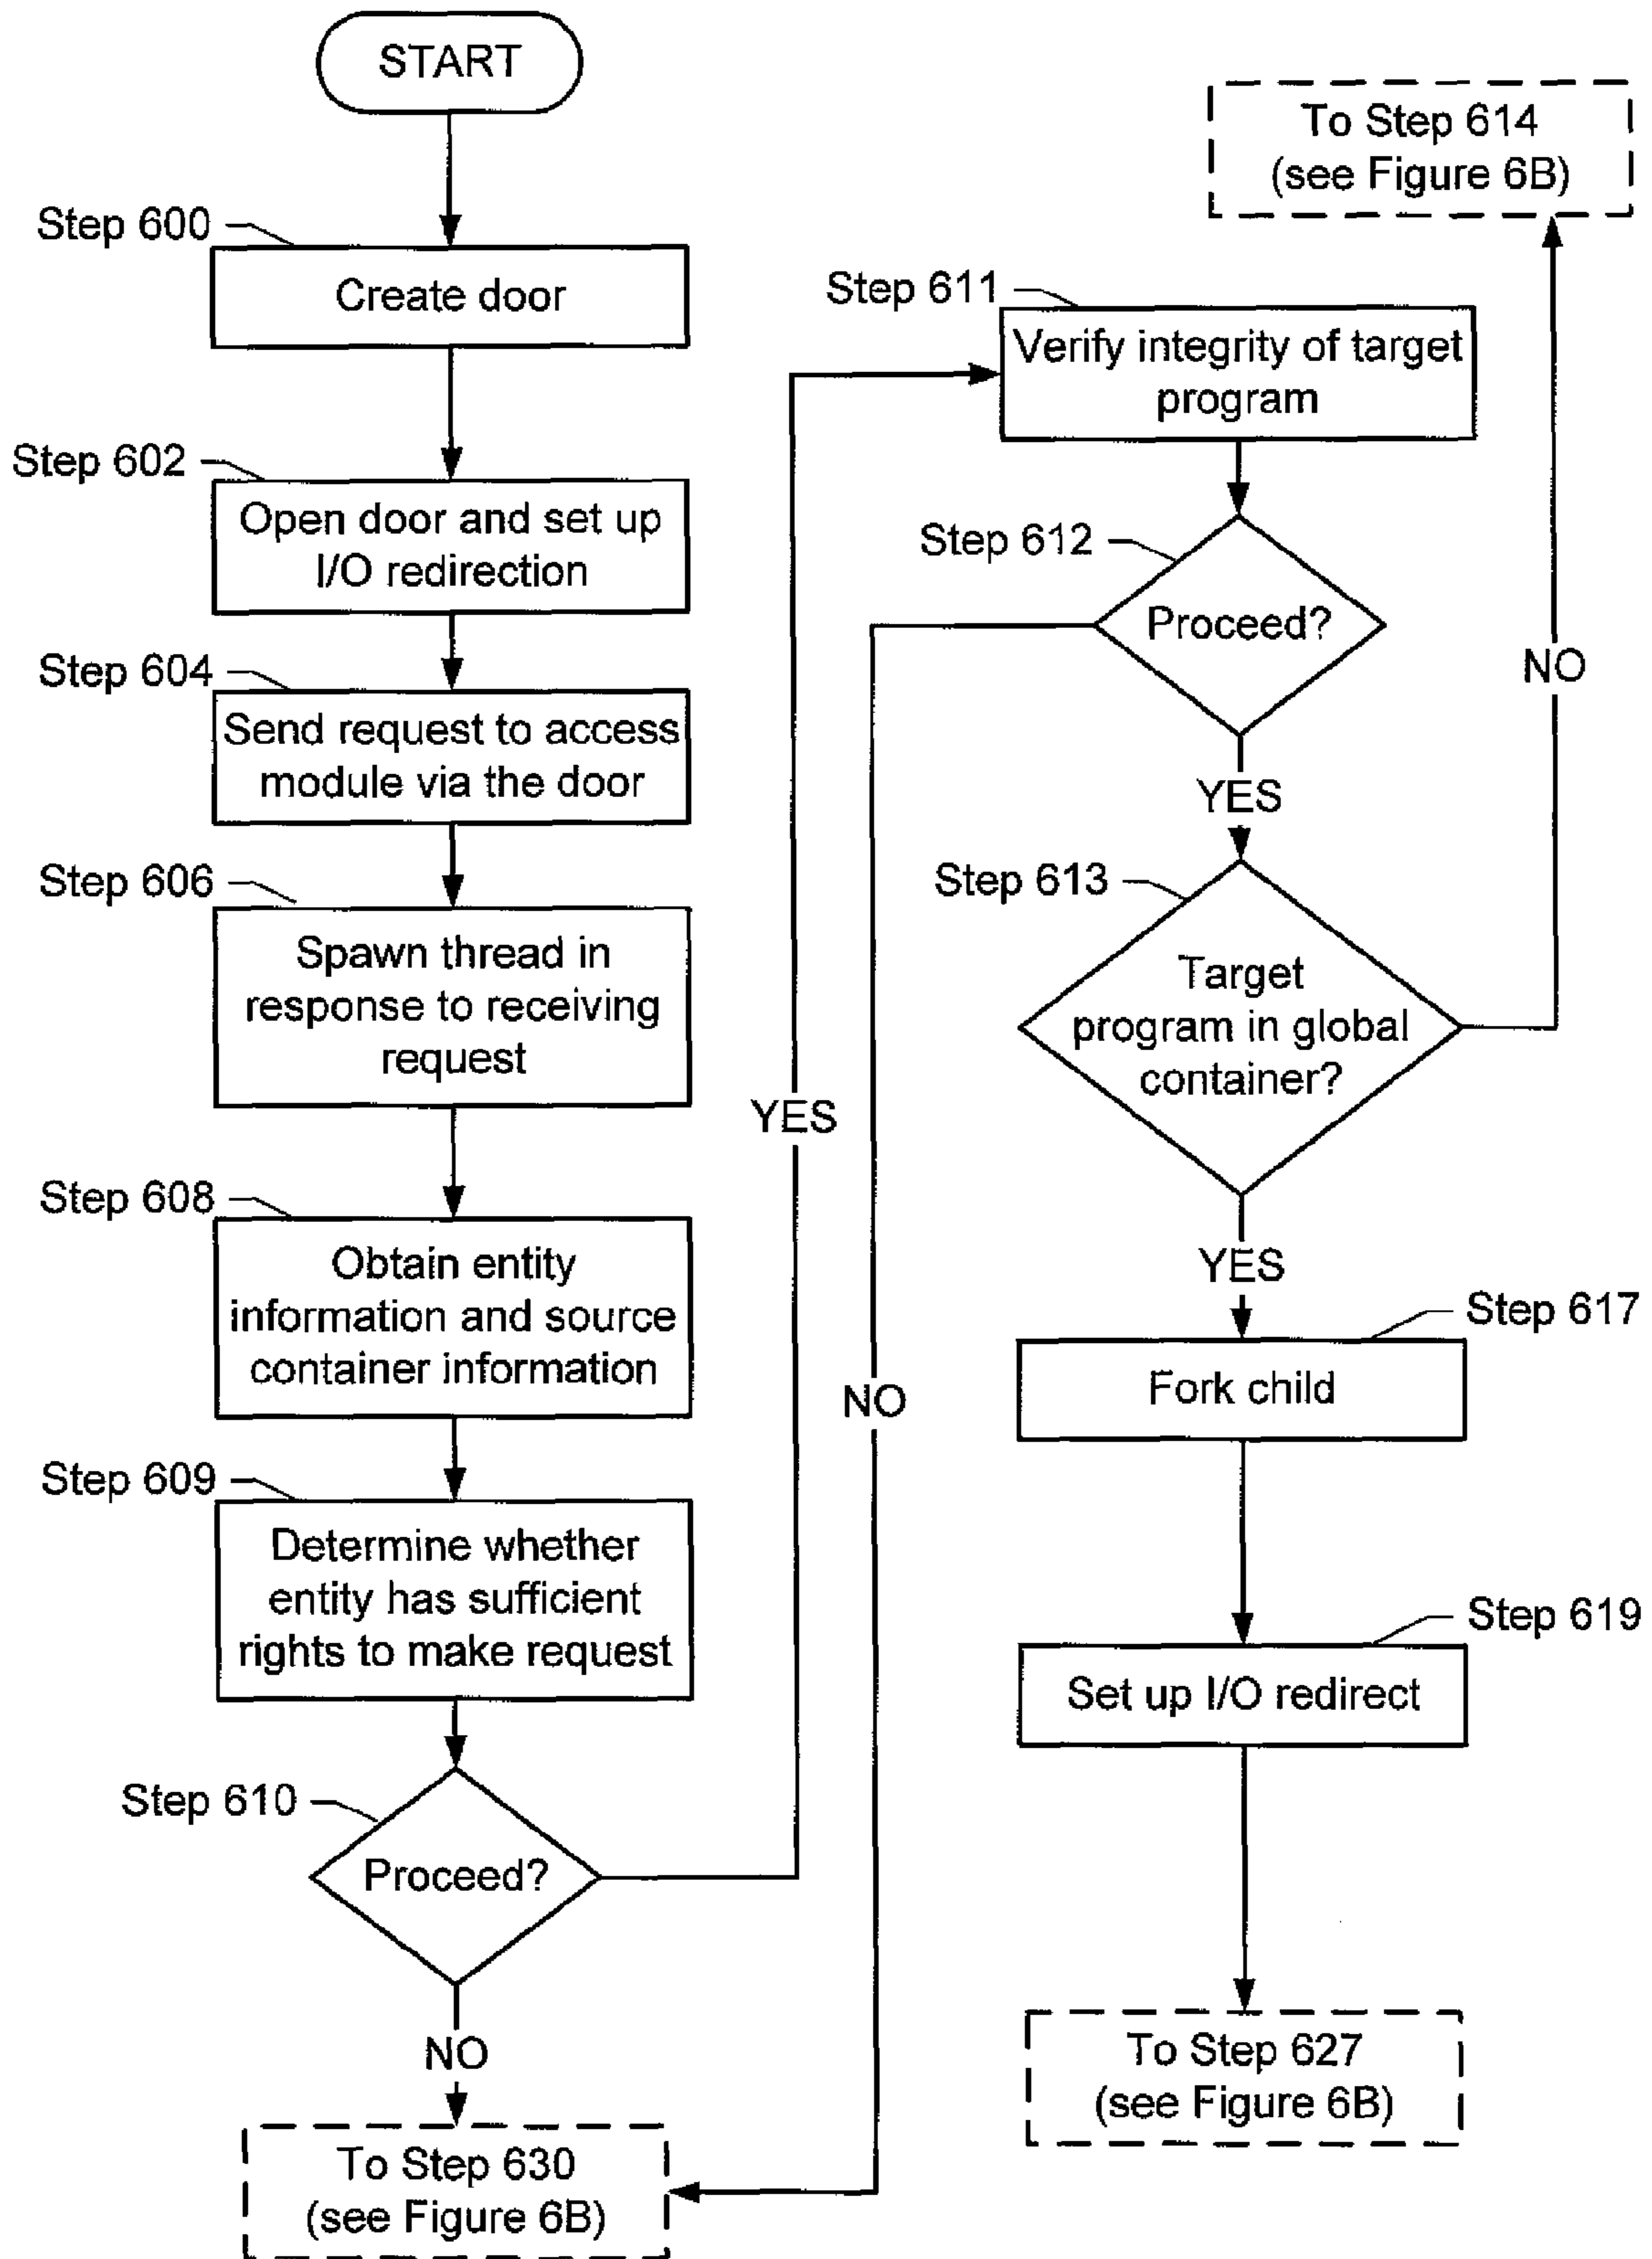 START
Step 600
Create door
Step 602
Open door and set up
I/O redirection
Step 604
Send request to access
module via the door
Step 606
Spawn thread in
response to receiving
request
Step 608
Obtain entity
information and source
container information
Step 609
Determine whether
entity has sufficient
rights to make request
Step 610
Proceed?
YES
NO
To Step 630
(see Figure 6B)
Step 611
Verify integrity of target
program
Step 612
Proceed?
NO
YES
Step 613
Target
program in global
container?
NO
To Step 614
(see Figure 6B)
YES
Step 617
Fork child
Step 619
Set up I/O redirect
To Step 627
(see Figure 6B)